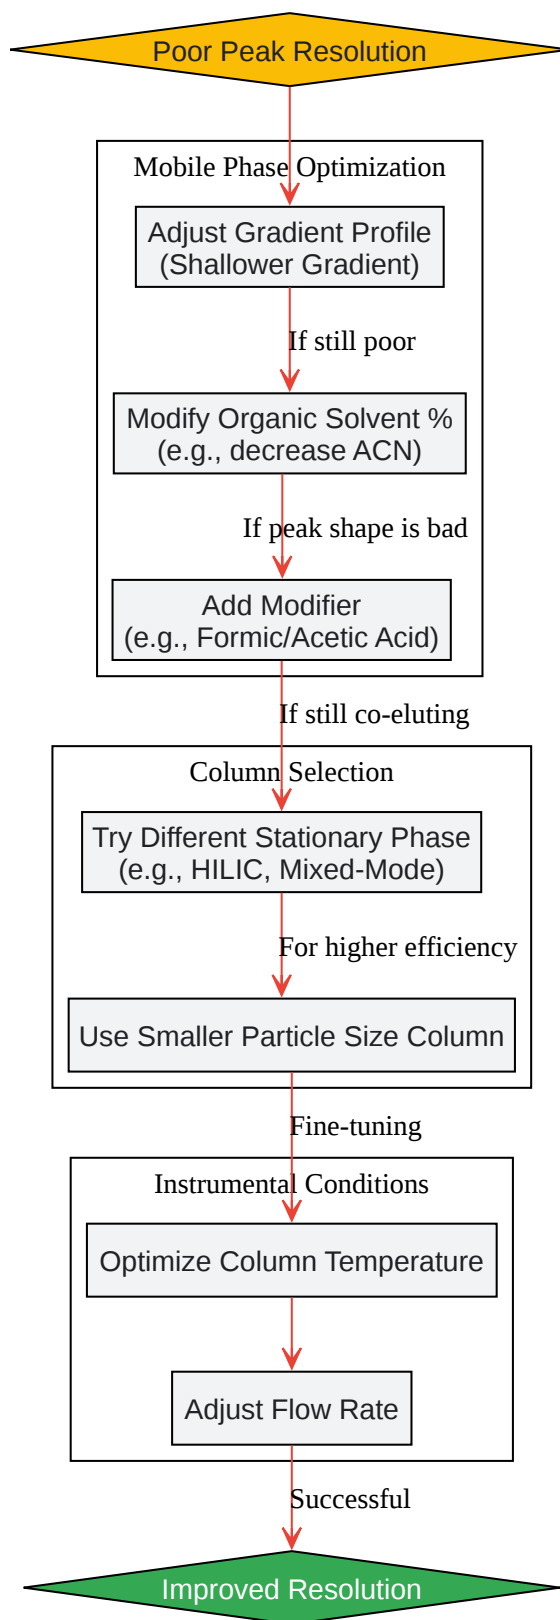 Poor Peak Resolution
Mobile Phase Optimization
Adjust Gradient Profile
(Shallower Gradient)
If still poor
Modify Organic Solvent %
(e.g., decrease ACN)
If peak shape is bad
Add Modifier
(e.g., Formic/Acetic Acid)
If still co-eluting
Column Selection
Try Different Stationary Phase
(e.g., HILIC, Mixed-Mode)
For higher efficiency
Use Smaller Particle Size Column
Fine-tuning
Instrumental Conditions
Optimize Column Temperature
Adjust Flow Rate
Successful
Improved Resolution